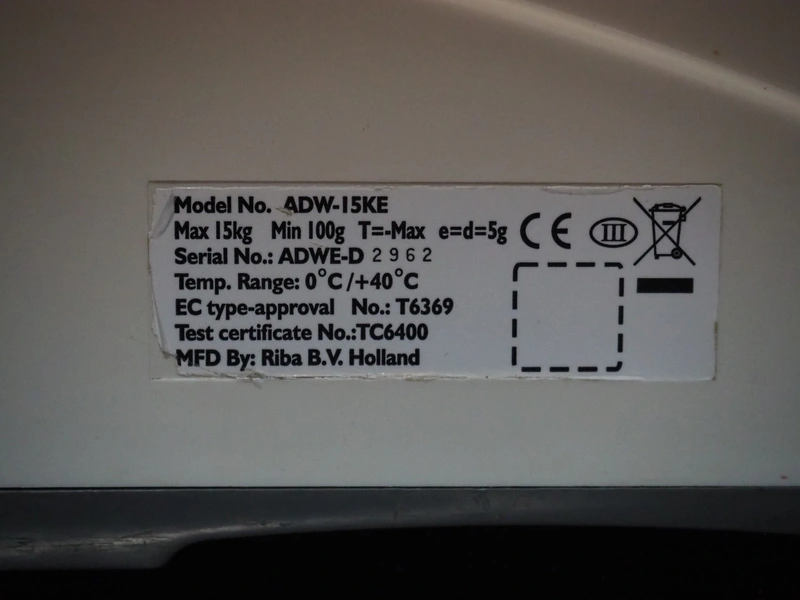 Model No. ADW-15KE
Max 15kg Min 100g T=-Max e=d=5g CE III
Serial No.: ADWE-D 2962
Temp. Range: 0°C/+40°C
EC type-approval No.: T6369
Test certificate No.:TC6400
MFD By: Riba B.V. Holland